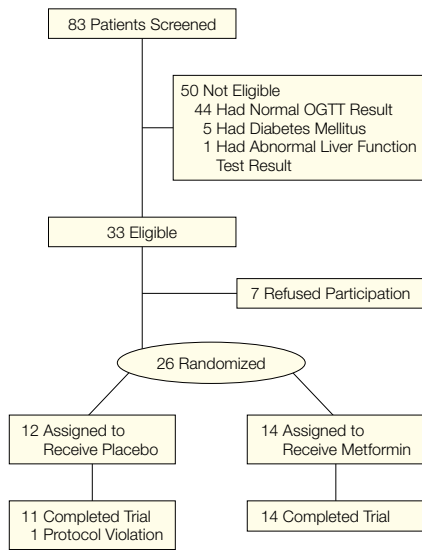 83 Patients Screened
50 Not Eligible
44 Had Normal OGTT Result
5 Had Diabetes Mellitus
1 Had Abnormal Liver Function
Test Result
33 Eligible
7 Refused Participation
26 Randomized
12 Assigned to
Receive Placebo
14 Assigned to
Receive Metformin
11 Completed Trial
1 Protocol Violation
14 Completed Trial